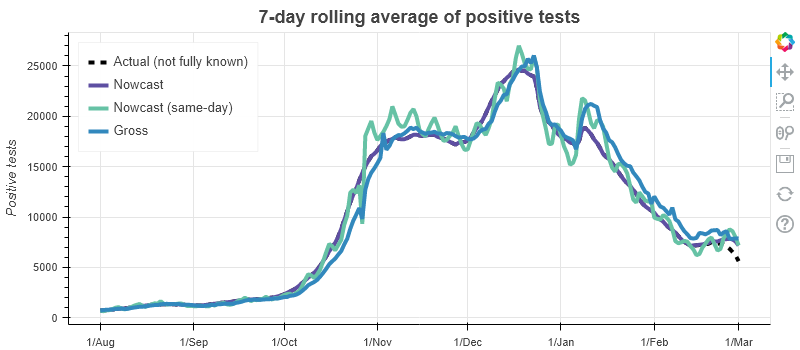 7-day rolling average of positive tests
Actual (not fully known)
Nowcast
Nowcast (same-day)
Gross
Positive tests
25000
20000
15000
10000
5000
0
1/Aug
1/Sep
1/Oct
1/Nov
1/Dec
1/Jan
1/Feb
1/Mar